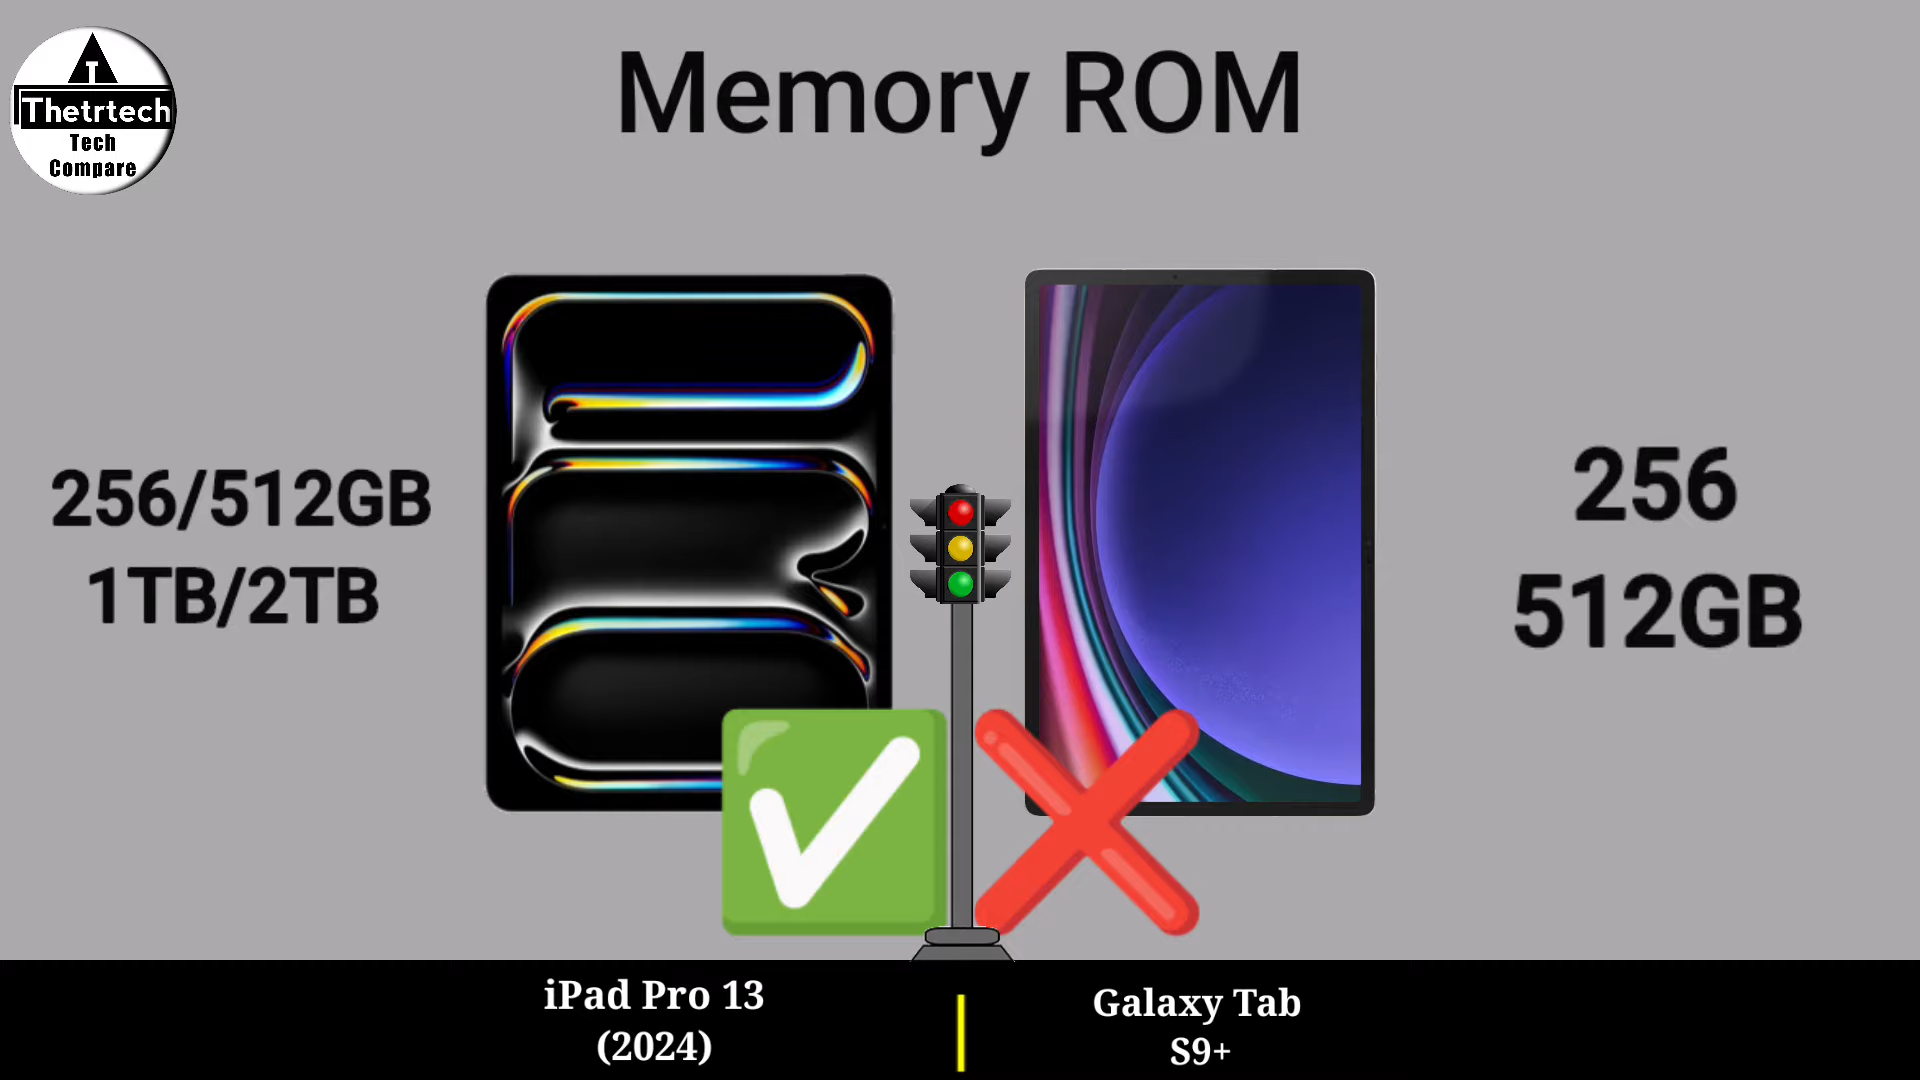 T
Thetrtech
Tech
Compare
Memory ROM
256/512GB
1TB/2TB
256
512GB
iPad Pro 13
(2024)
Galaxy Tab
S9+